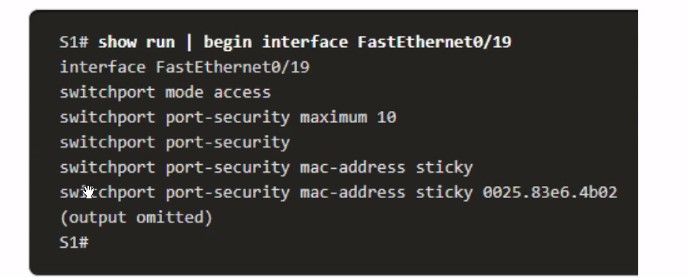 S1# show run | begin interface FastEthernet0/19
interface FastEthernet0/19
switchport mode access
switchport port-security maximum 10
switchport port-security
switchport port-security mac-address sticky
switchport port-security mac-address sticky 0025.83e6.4b02
(output omitted)
S1#